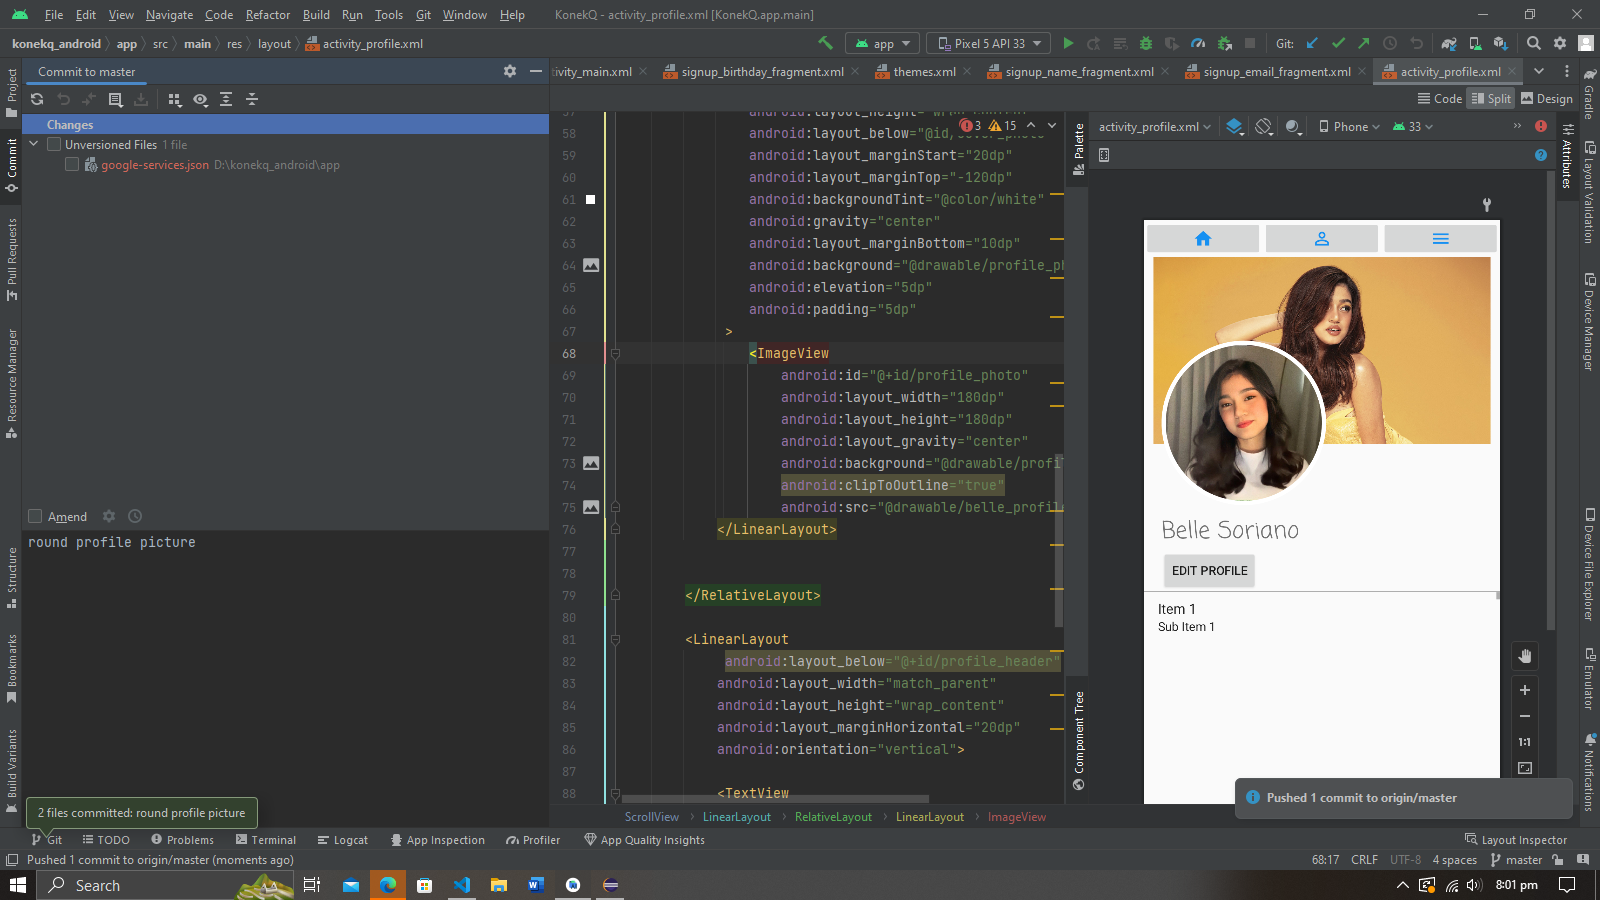 File Edit View Navigate Code Refactor Build Run Tools Git Window Help KonekQ - activity_profile.xml [KonekQ.app.main]
konekq_android app src main res layout activity_profile.xml app Pixel 5 API 33 Git:
Commit to master
ivity_main.xml signup_birthday_fragment.xml themes.xml signup_name_fragment.xml signup_email_fragment.xml activity_profile.xml
Code Split Design
Project
Commit
Pull Requests
Resource Manager
Structure
Bookmarks
Build Variants
Changes
Unversioned Files 1 file
google-services.json D:\konekq_android\app
Amend
round profile picture
2 files committed: round profile picture
3 15
58 android:layout_below="@id/
59 android:layout_marginStart="20dp"
60 android:layout_marginTop="-120dp"
61 android:backgroundTint="@color/white"
62 android:gravity="center"
63 android:layout_marginBottom="10dp"
64 android:background="@drawable/profile_ph
65 android:elevation="5dp"
66 android:padding="5dp"
67 >
68 <ImageView
69 android:id="@+id/profile_photo"
70 android:layout_width="180dp"
71 android:layout_height="180dp"
72 android:layout_gravity="center"
73 android:background="@drawable/profi
74 android:clipToOutline="true"
75 android:src="@drawable/belle_profile
76 </LinearLayout>
77
78
79 </RelativeLayout>
80
81 <LinearLayout
82 android:layout_below="@+id/profile_header"
83 android:layout_width="match_parent"
84 android:layout_height="wrap_content"
85 android:layout_marginHorizontal="20dp"
86 android:orientation="vertical">
87
88 <TextView
ScrollView LinearLayout RelativeLayout LinearLayout ImageView
Palette
Component Tree
activity_profile.xml Phone 33
Belle Soriano
EDIT PROFILE
Item 1
Sub Item 1
1:1
Pushed 1 commit to origin/master
Attributes
Gradle
Layout Validation
Device Manager
Device File Explorer
Emulator
Notifications
Git TODO Problems Terminal Logcat App Inspection Profiler App Quality Insights Layout Inspector
Pushed 1 commit to origin/master (moments ago) 68:17 CRLF UTF-8 4 spaces master
Search 8:01 pm